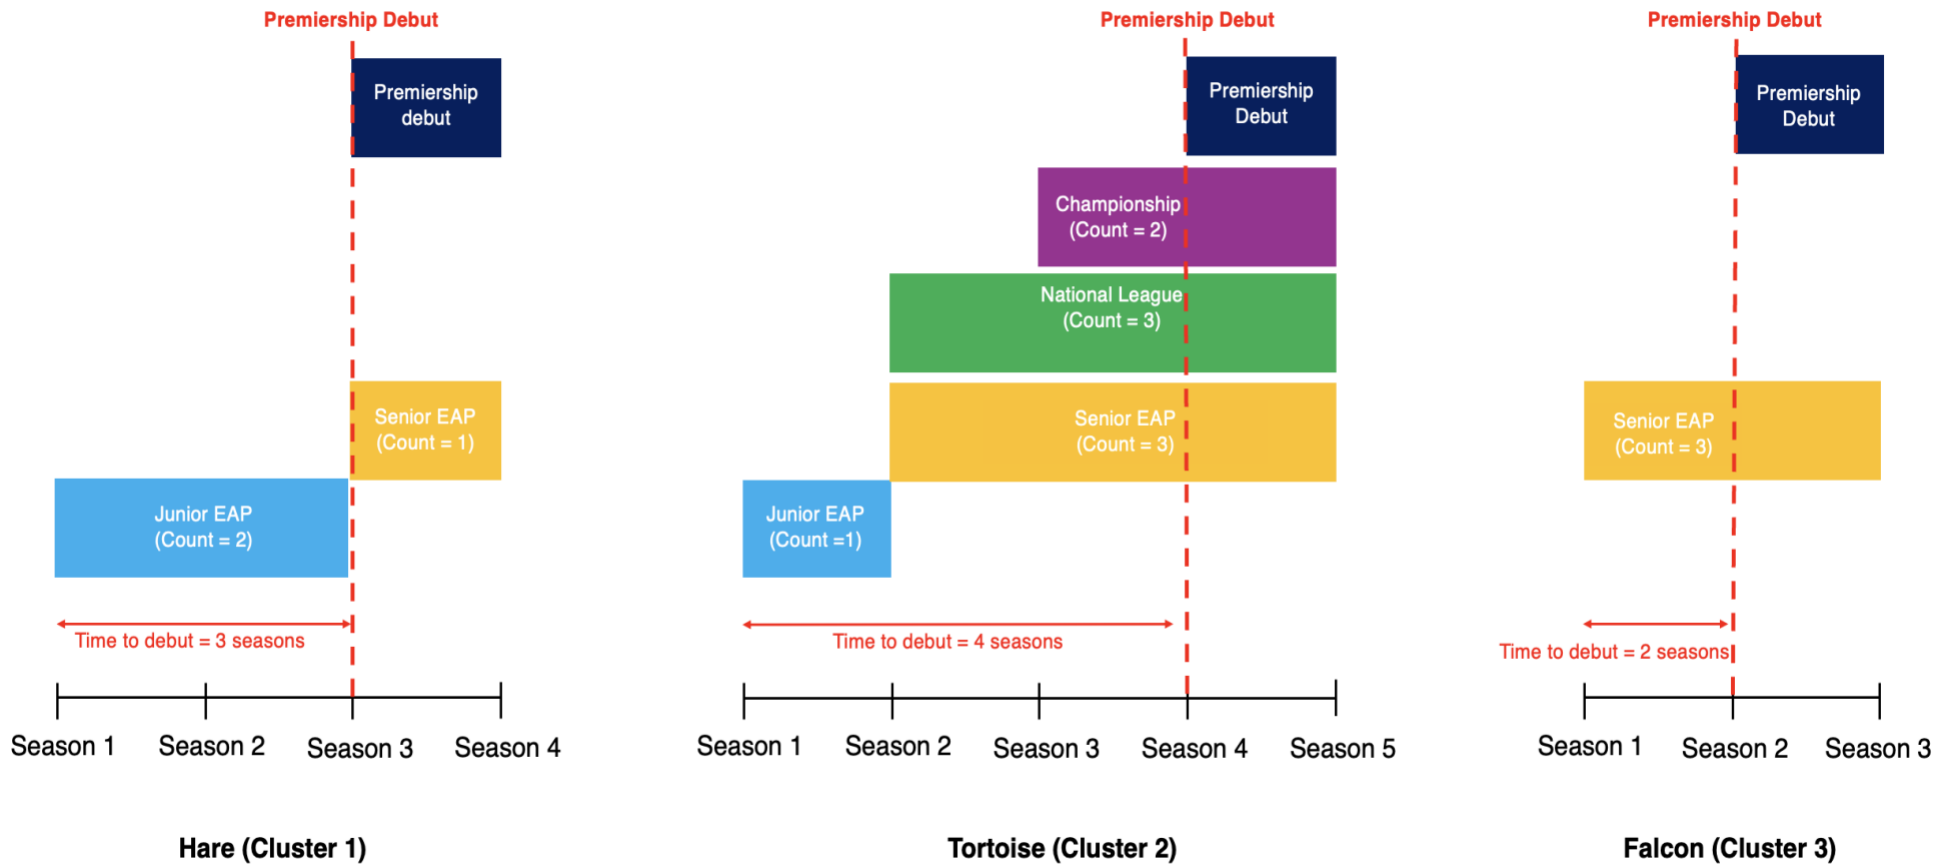 Premiership Debut
Premiership
debut
Senior EAP
(Count = 1)
Junior EAP
(Count = 2)
Time to debut = 3 seasons
Season 1
Season 2
Season 3
Season 4
Hare (Cluster 1)
Premiership Debut
Premiership
Debut
Championship
(Count = 2)
National League
(Count = 3)
Senior EAP
(Count = 3)
Junior EAP
(Count =1)
Time to debut = 4 seasons
Season 1
Season 2
Season 3
Season 4
Season 5
Tortoise (Cluster 2)
Premiership Debut
Premiership
Debut
Senior EAP
(Count = 3)
Time to debut = 2 seasons
Season 1
Season 2
Season 3
Falcon (Cluster 3)